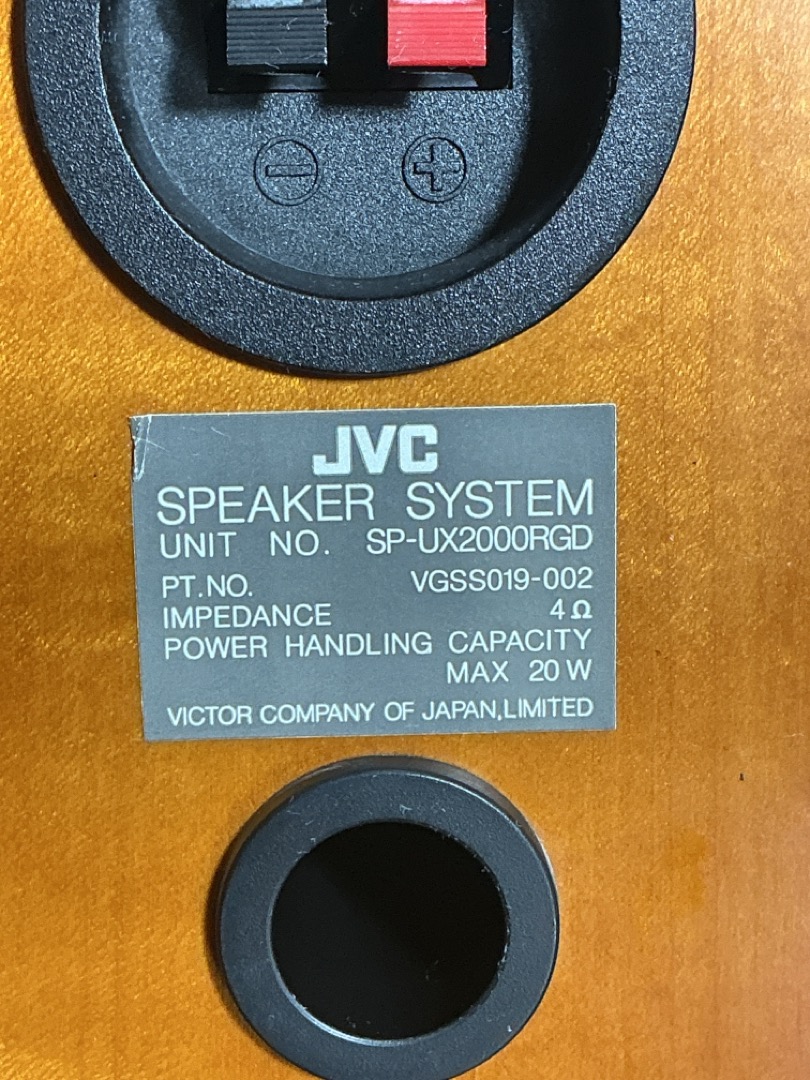 − +
JVC
SPEAKER SYSTEM
UNIT NO. SP-UX2000RGD
PT.NO. VGSS019-002
IMPEDANCE 4Ω
POWER HANDLING CAPACITY
MAX 20W
VICTOR COMPANY OF JAPAN,LIMITED